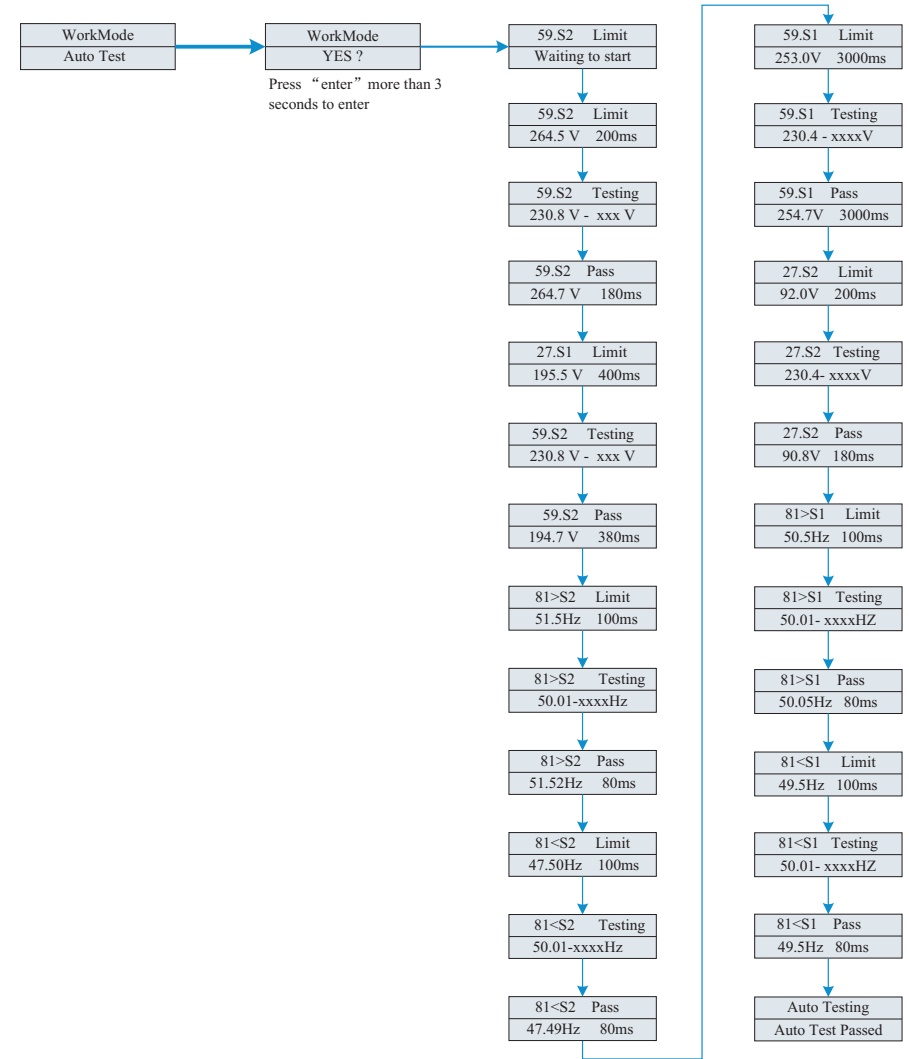 WorkMode
Auto Test
WorkMode
YES ?
Press “enter” more than 3
seconds to enter
59.S2 Limit
Waiting to start
59.S2 Limit
264.5 V 200ms
59.S2 Testing
230.8 V - xxx V
59.S2 Pass
264.7 V 180ms
27.S1 Limit
195.5 V 400ms
59.S2 Testing
230.8 V - xxx V
59.S2 Pass
194.7 V 380ms
81>S2 Limit
51.5Hz 100ms
81>S2 Testing
50.01-xxxxHz
81>S2 Pass
51.52Hz 80ms
81<S2 Limit
47.50Hz 100ms
81<S2 Testing
50.01-xxxxHz
81<S2 Pass
47.49Hz 80ms
59.S1 Limit
253.0V 3000ms
59.S1 Testing
230.4 - xxxxV
59.S1 Pass
254.7V 3000ms
27.S2 Limit
92.0V 200ms
27.S2 Testing
230.4- xxxxV
27.S2 Pass
90.8V 180ms
81>S1 Limit
50.5Hz 100ms
81>S1 Testing
50.01- xxxxHZ
81>S1 Pass
50.05Hz 80ms
81<S1 Limit
49.5Hz 100ms
81<S1 Testing
50.01- xxxxHZ
81<S1 Pass
49.5Hz 80ms
Auto Testing
Auto Test Passed